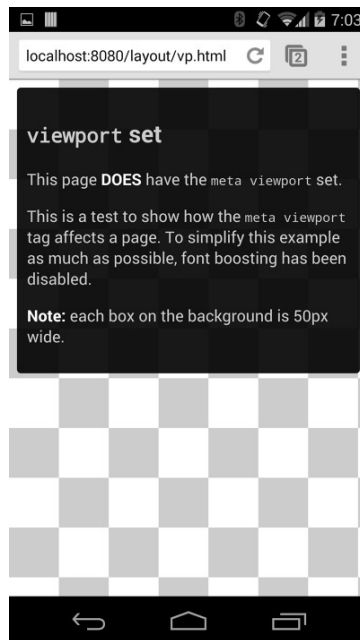 7:03
localhost:8080/layout/vp.html
2
viewport set
This page DOES have the meta viewport set.
This is a test to show how the meta viewport
tag affects a page. To simplify this example
as much as possible, font boosting has been
disabled.
Note: each box on the background is 50px
wide.